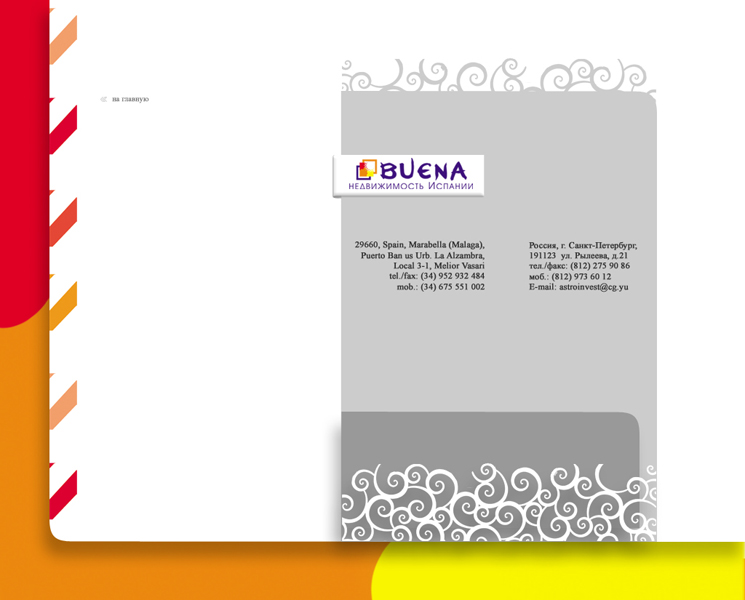 на главную
BUENA
НЕДВИЖИМОСТЬ ИСПАНИИ
29660, Spain, Marabella (Malaga),
Puerto Ban us Urb. La Alzambra,
Local 3-1, Melior Vasari
tel./fax: (34) 952 932 484
mob.: (34) 675 551 002
Россия, г. Санкт-Петербург,
191123 ул. Рылеева, д.21
тел./факс: (812) 275 90 86
моб.: (812) 973 60 12
E-mail: astroinvest@cg.yu